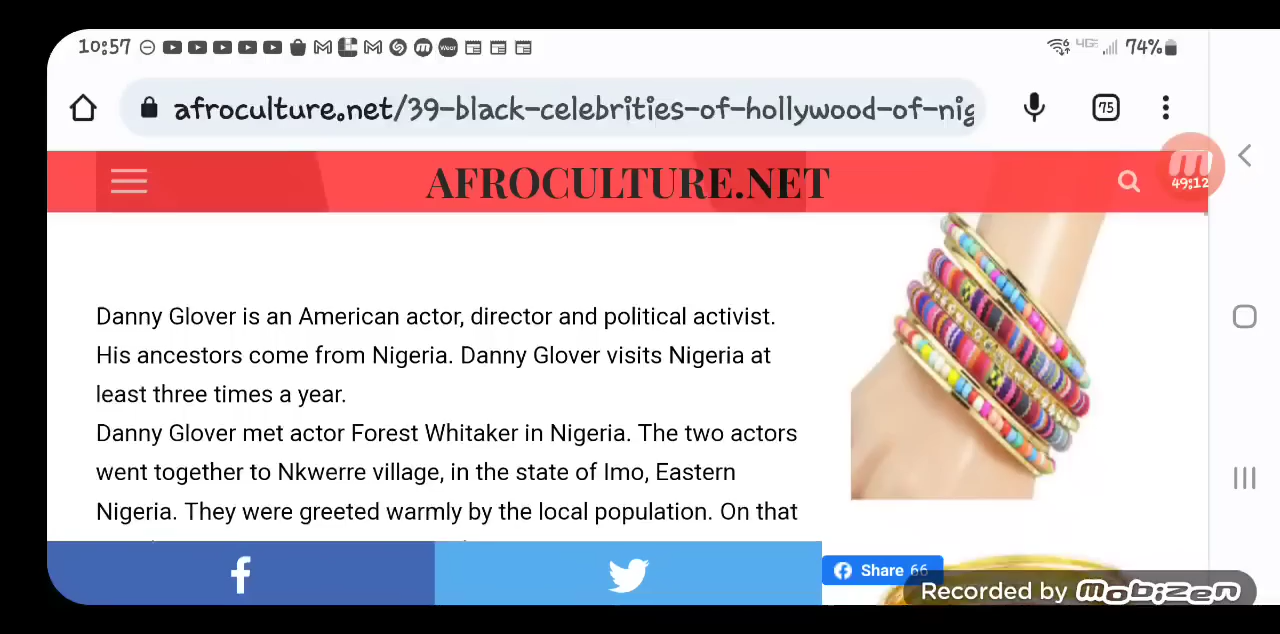 10:57
Wear
4GE
74%
afroculture.net/39-black-celebrities-of-hollywood-of-nig
75
AFROCULTURE.NET
49:12
Danny Glover is an American actor, director and political activist.
His ancestors come from Nigeria. Danny Glover visits Nigeria at
least three times a year.
Danny Glover met actor Forest Whitaker in Nigeria. The two actors
went together to Nkwerre village, in the state of Imo, Eastern
Nigeria. They were greeted warmly by the local population. On that
Share 66
Recorded by mobizen